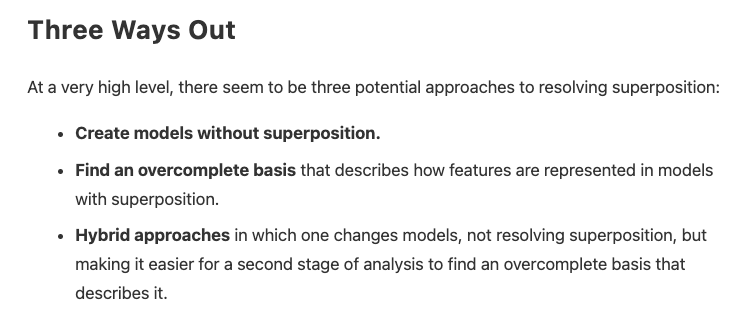 Three Ways Out
At a very high level, there seem to be three potential approaches to resolving superposition:
• Create models without superposition.
• Find an overcomplete basis that describes how features are represented in models
with superposition.
• Hybrid approaches in which one changes models, not resolving superposition, but
making it easier for a second stage of analysis to find an overcomplete basis that
describes it.